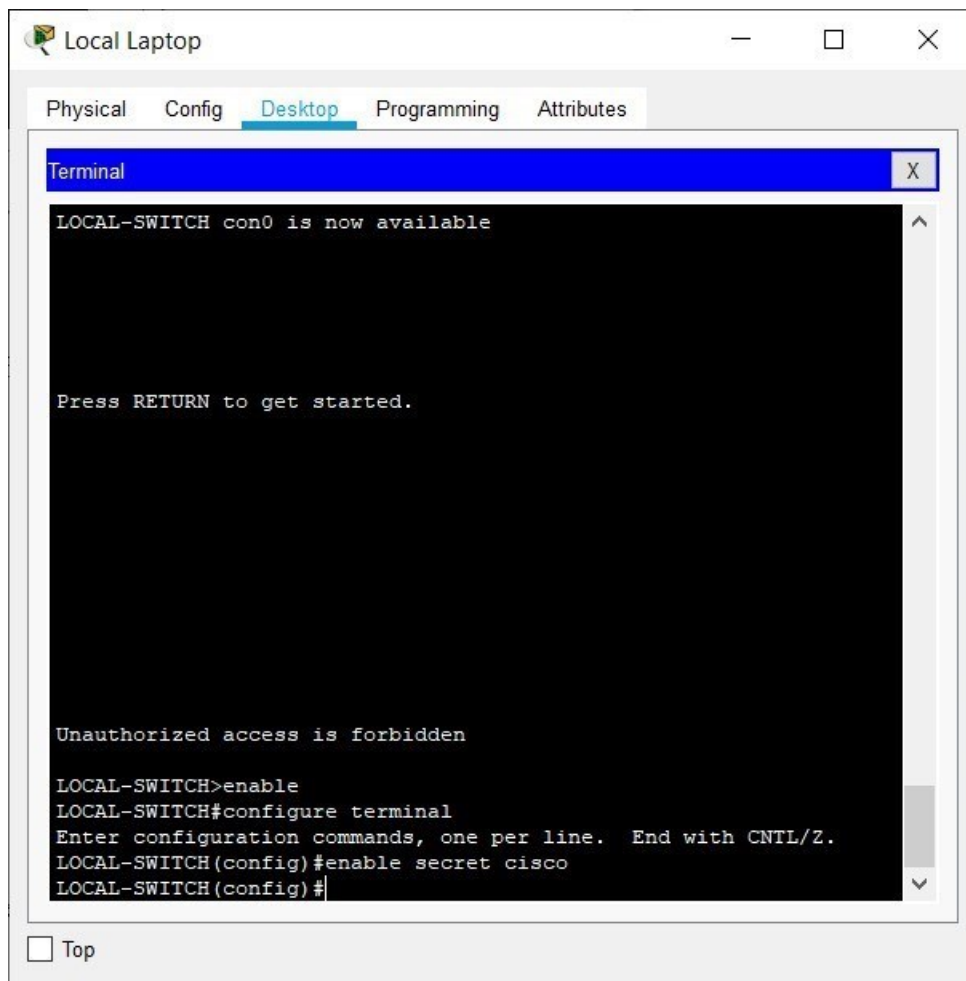 Local Laptop
Physical Config Desktop Programming Attributes
Terminal X
LOCAL-SWITCH con0 is now available
Press RETURN to get started.
Unauthorized access is forbidden
LOCAL-SWITCH>enable
LOCAL-SWITCH#configure terminal
Enter configuration commands, one per line.  End with CNTL/Z.
LOCAL-SWITCH(config)#enable secret cisco
LOCAL-SWITCH(config)#
Top